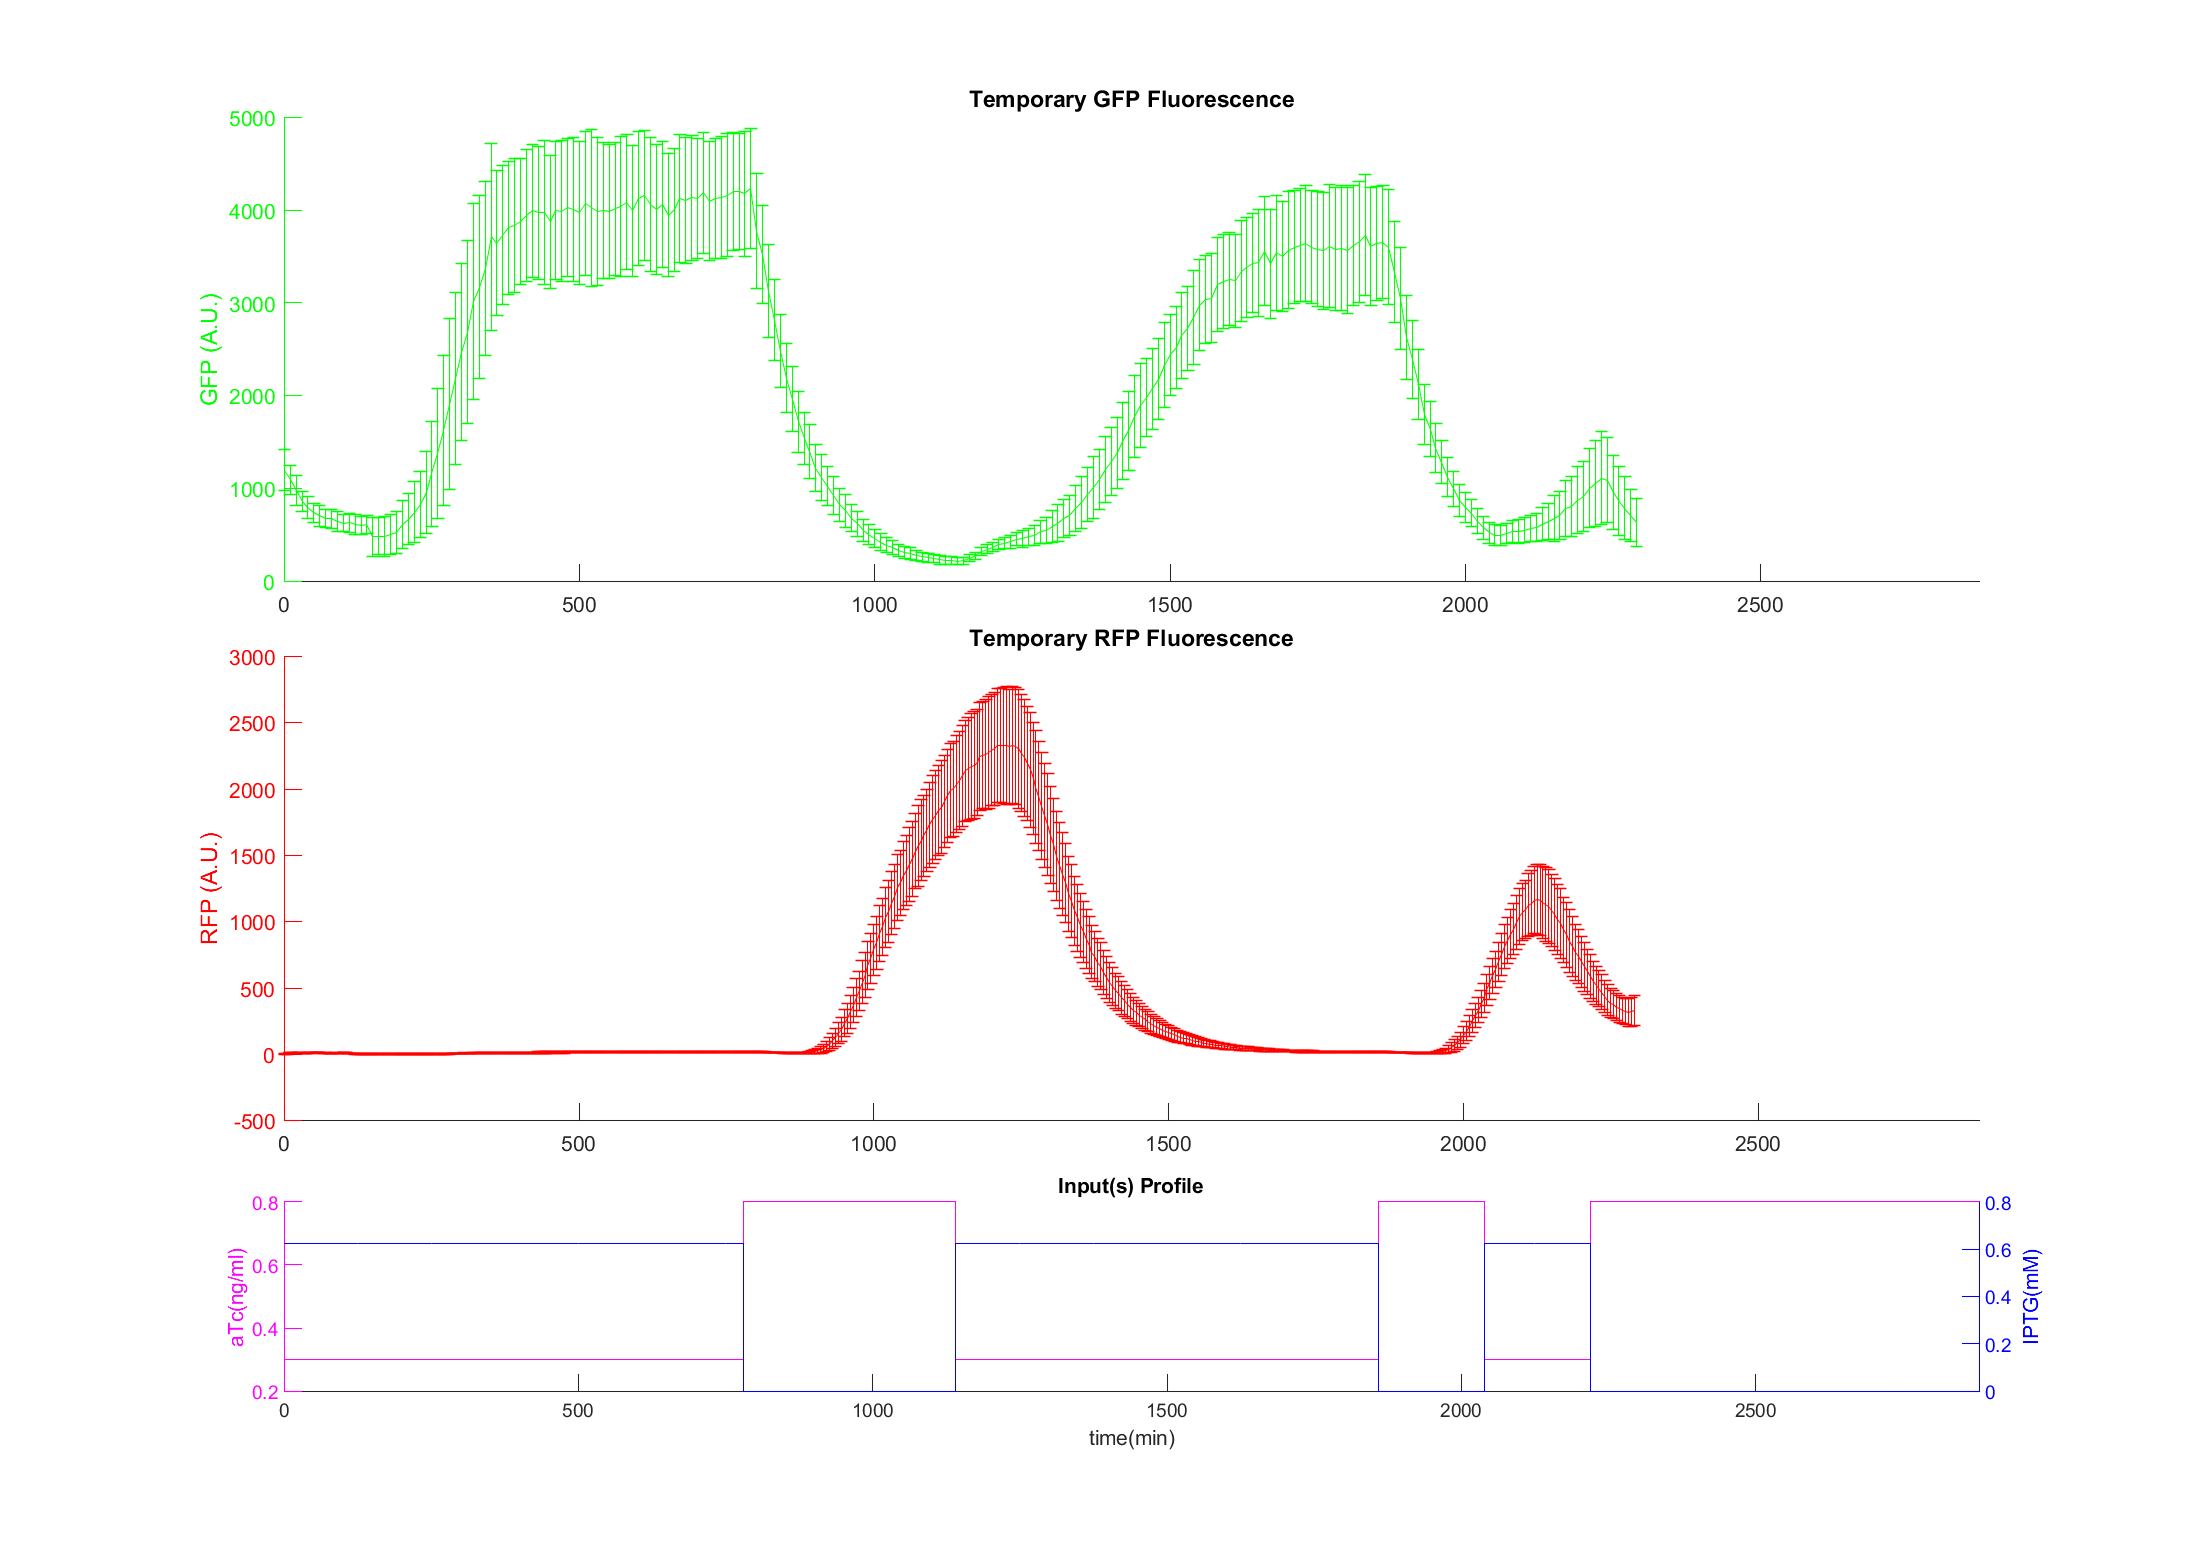 Temporary GFP Fluorescence
5000
4000
3000
2000
1000
0
GFP (A.U.)
0 500 1000 1500 2000 2500
Temporary RFP Fluorescence
3000
2500
2000
1500
1000
500
0
-500
RFP (A.U.)
0 500 1000 1500 2000 2500
Input(s) Profile
0.8 0.8
0.6 0.6
0.4 0.4
0.2
0.2 0
aTc(ng/ml)
IPTG(mM)
0 500 1000 1500 2000 2500
time(min)